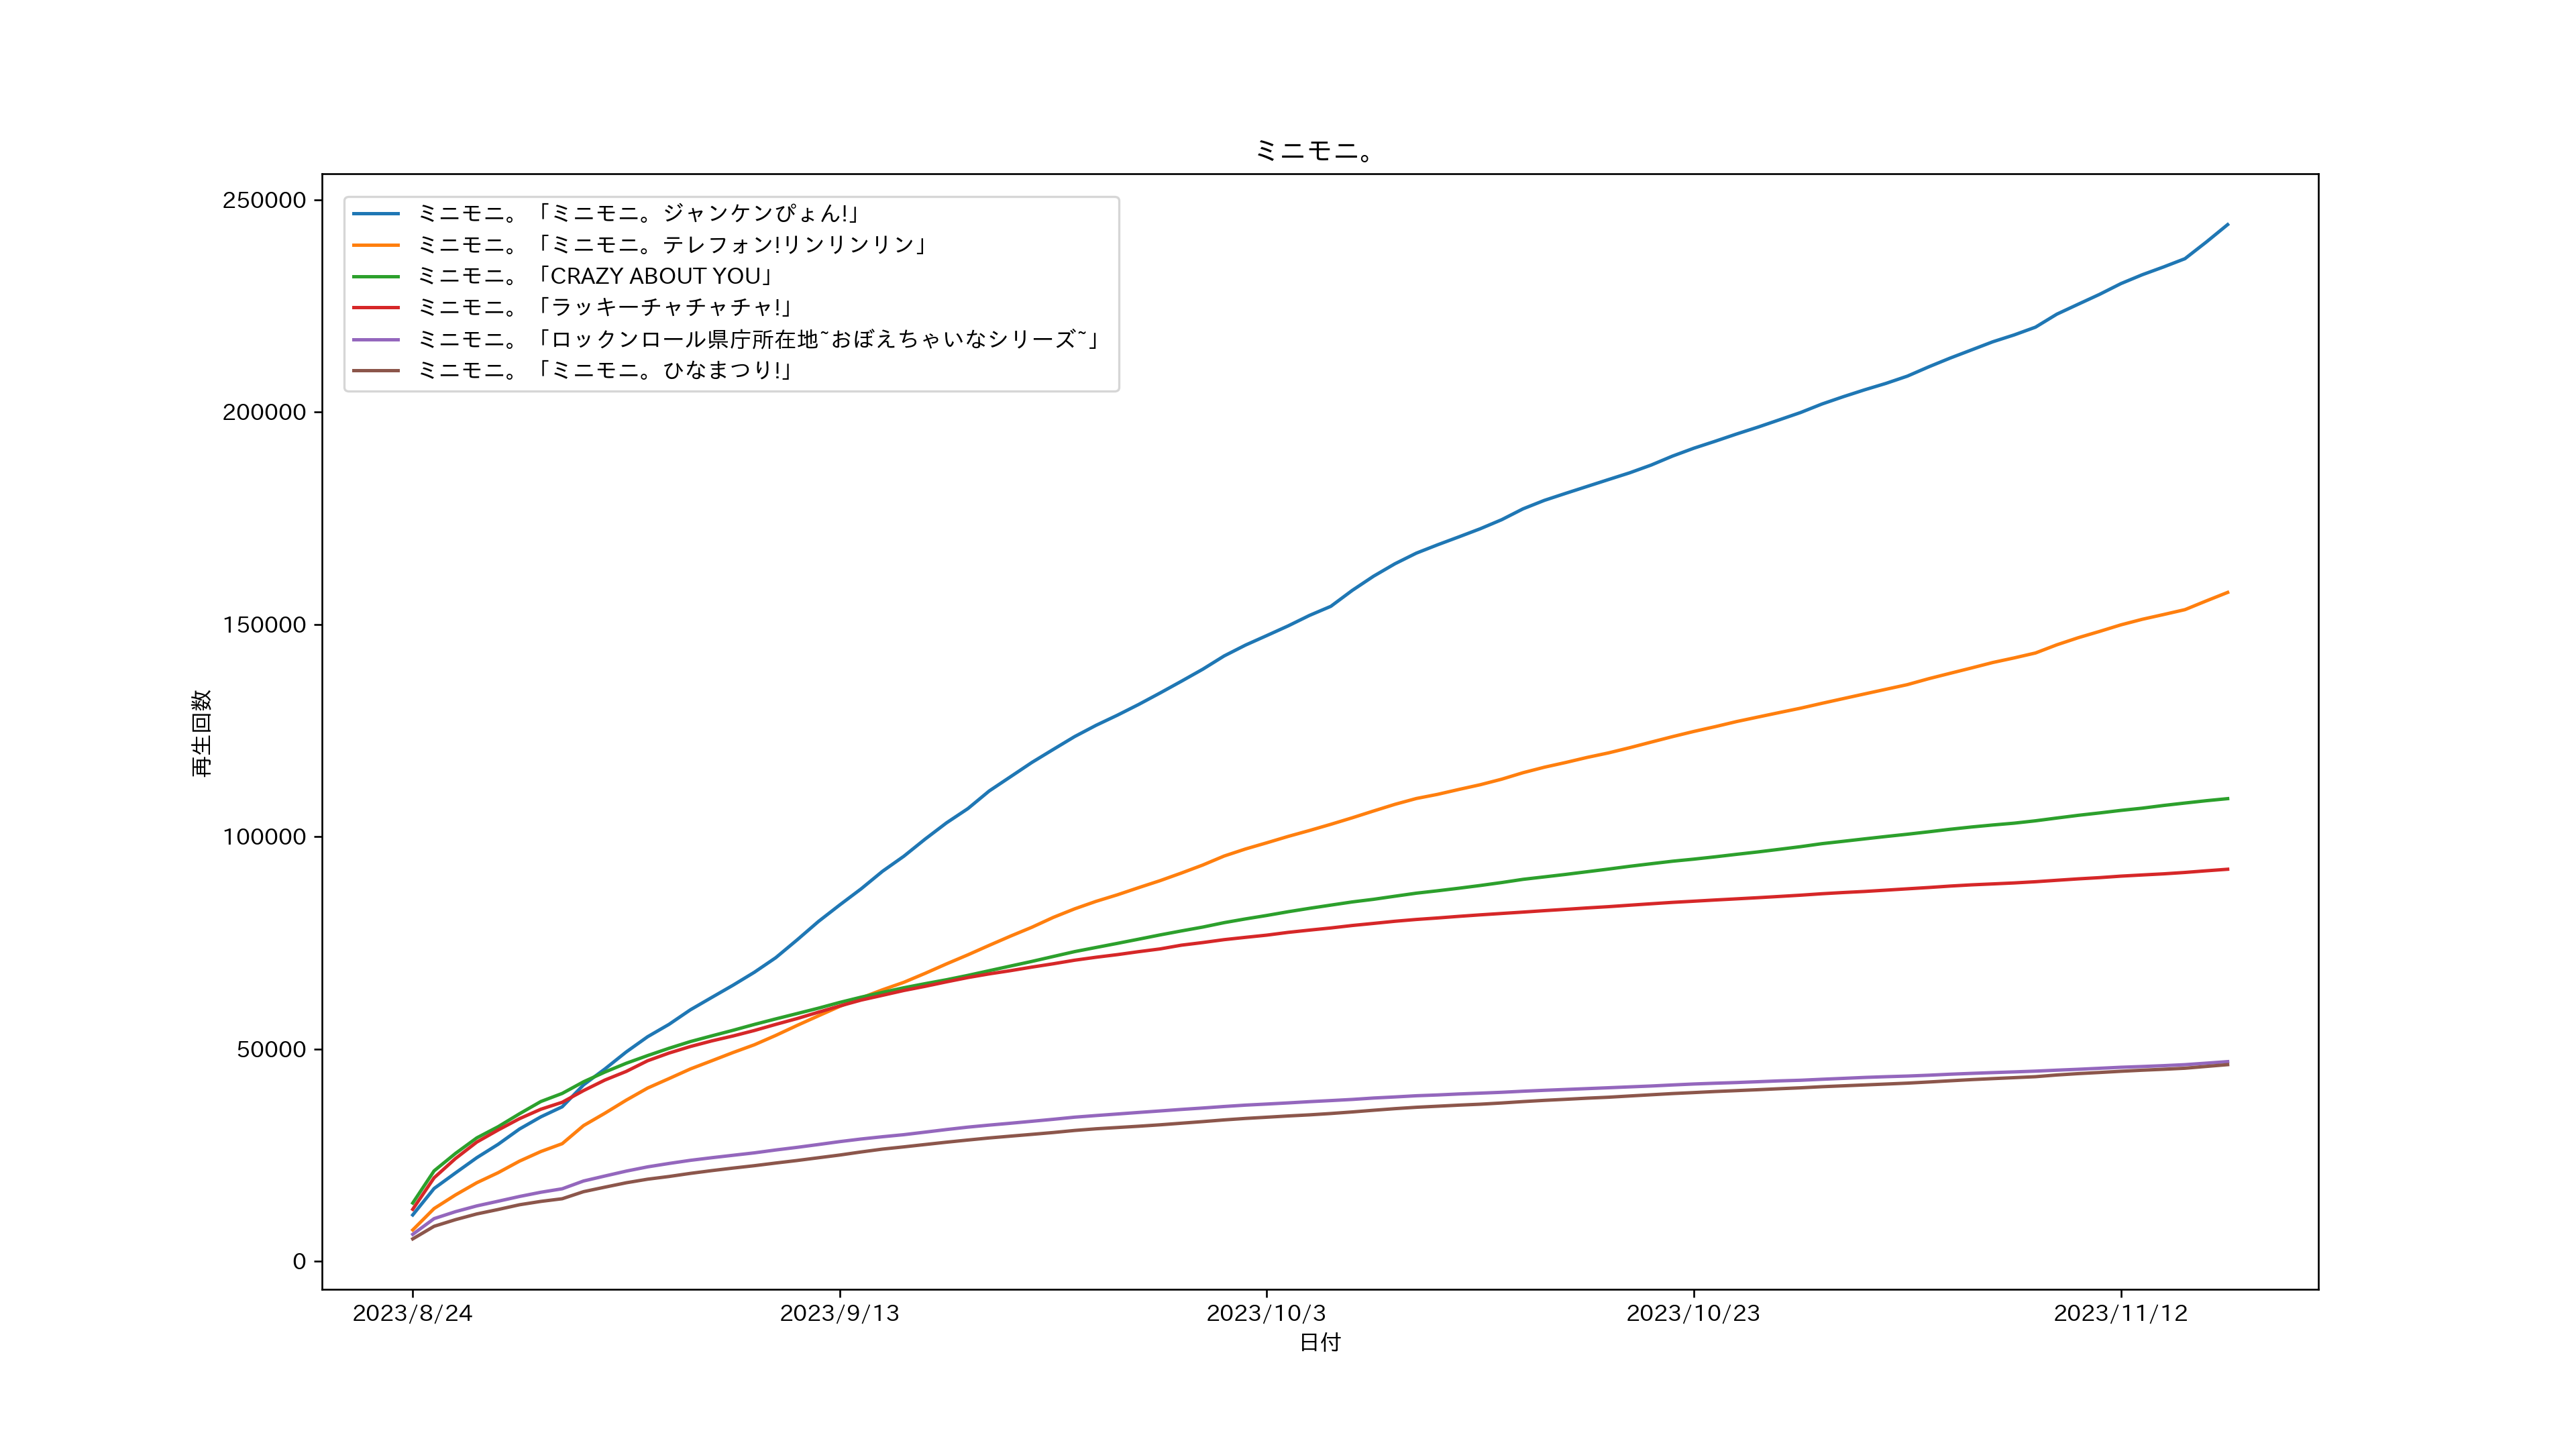 ミニモニ。
250000
200000
150000
100000
50000
0
再生回数
ミニモニ。「ミニモニ。ジャンケンぴょん!」
ミニモニ。「ミニモニ。テレフォン!リンリンリン」
ミニモニ。「CRAZY ABOUT YOU」
ミニモニ。「ラッキーチャチャチャ!」
ミニモニ。「ロックンロール県庁所在地~おぼえちゃいなシリーズ~」
ミニモニ。「ミニモニ。ひなまつり!」
2023/8/24
2023/9/13
2023/10/3
2023/10/23
2023/11/12
日付